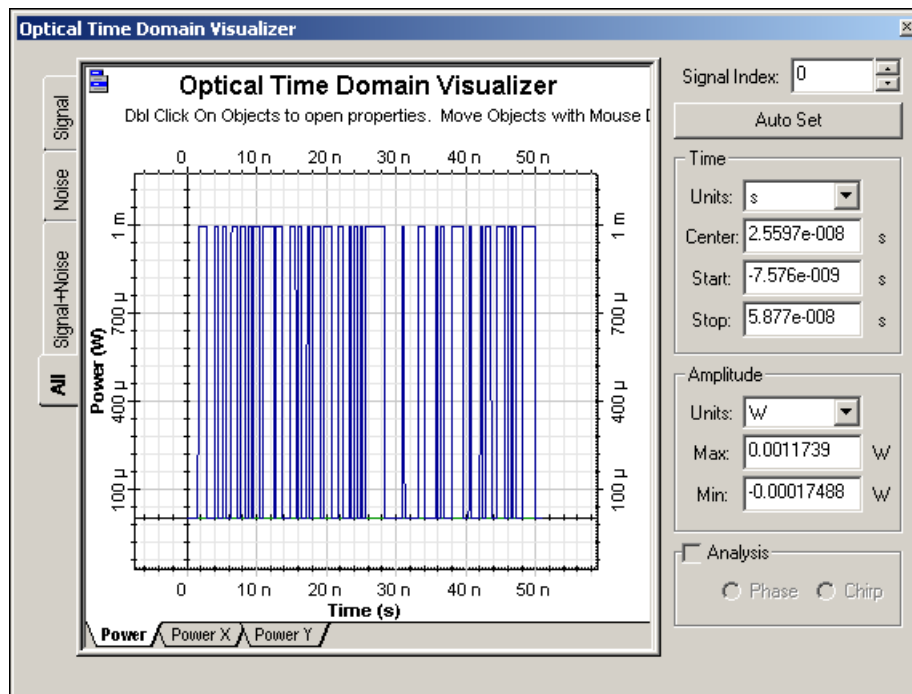 Optical Time Domain Visualizer
Signal
Noise
Signal+Noise
All
Optical Time Domain Visualizer
Dbl Click On Objects to open properties. Move Objects with Mouse D
0 10 n 20 n 30 n 40 n 50 n
Power (W)
1 m
700 µ
400 µ
100 µ
1 m
700 µ
400 µ
100 µ
0 10 n 20 n 30 n 40 n 50 n
Time (s)
Power
Power X
Power Y
Signal Index: 0
Auto Set
Time
Units: s
Center: 2.5597e-008 s
Start: -7.576e-009 s
Stop: 5.877e-008 s
Amplitude
Units: W
Max: 0.0011739 W
Min: -0.00017488 W
Analysis
Phase Chirp